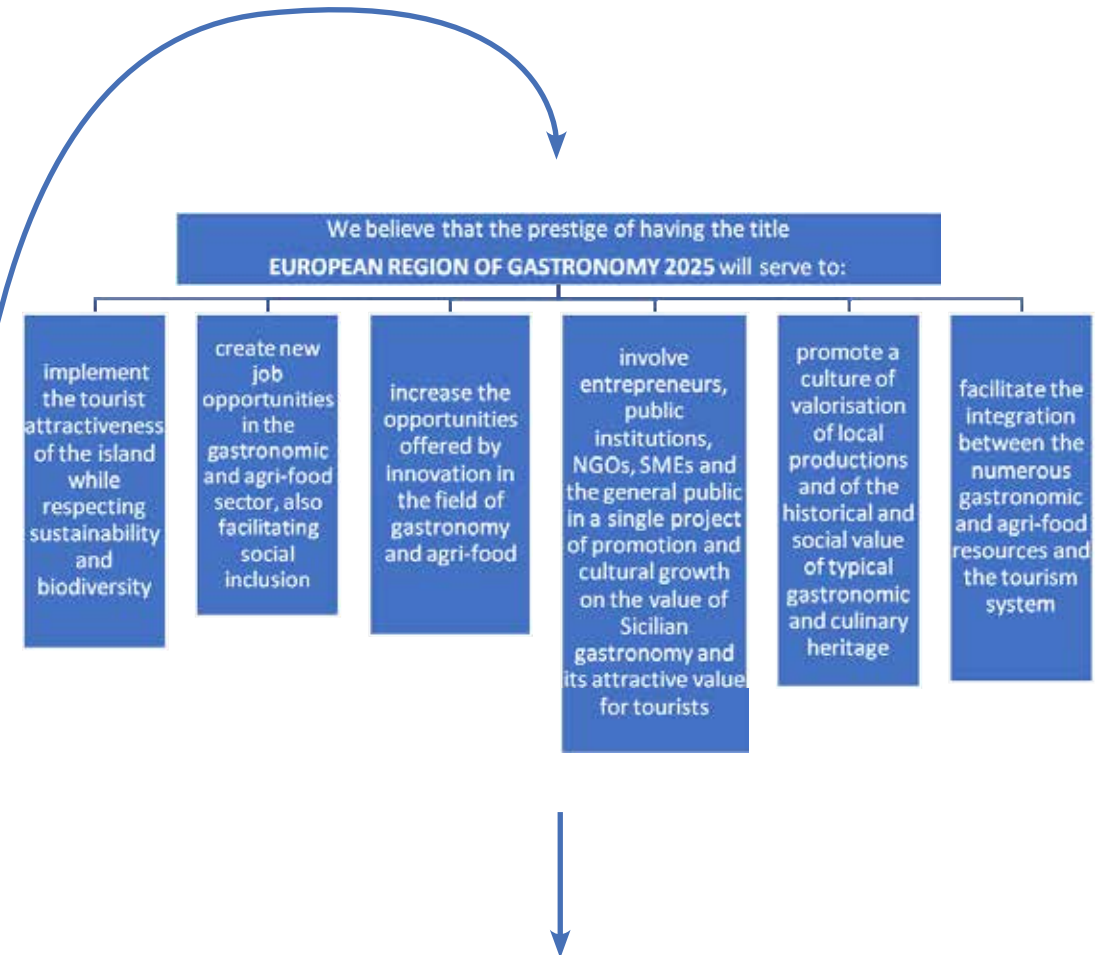 We believe that the prestige of having the title
EUROPEAN REGION OF GASTRONOMY 2025 will serve to:
implement
the tourist
attractiveness
of the island
while
respecting
sustainability
and
biodiversity
create new
job
opportunities
in the
gastronomic
and agri-food
sector, also
facilitating
social
inclusion
increase the
opportunities
offered by
innovation in
the field of
gastronomy
and agri-food
involve
entrepreneurs,
public
institutions,
NGOs, SMEs and
the general public
in a single project
of promotion and
cultural growth
on the value of
Sicilian
gastronomy and
its attractive value
for tourists
promote a
culture of
valorisation
of local
productions
and of the
historical and
social value
of typical
gastronomic
and culinary
heritage
facilitate the
integration
between the
numerous
gastronomic
and agri-food
resources and
the tourism
system